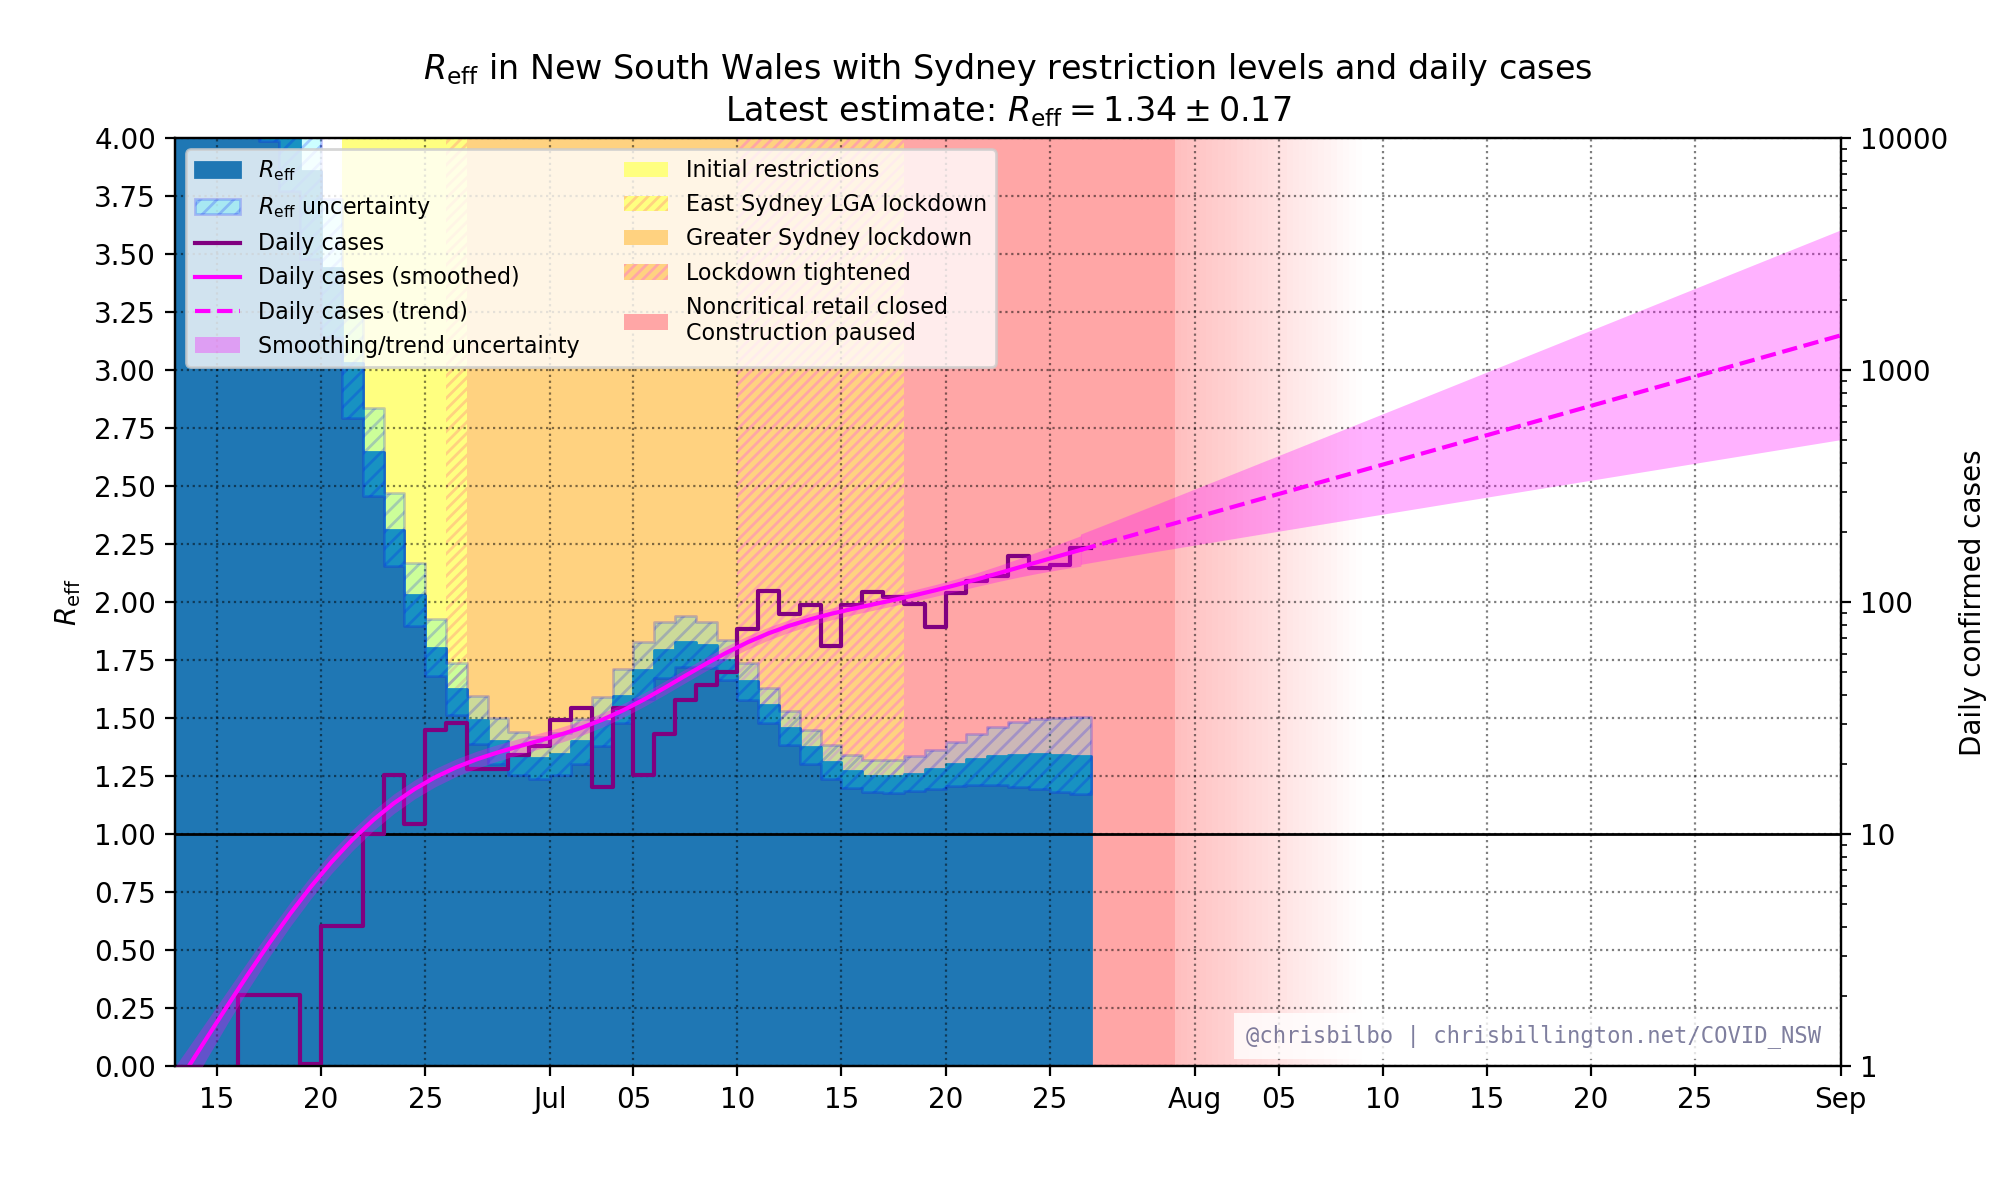 R_eff in New South Wales with Sydney restriction levels and daily cases
Latest estimate: R_eff = 1.34 ± 0.17
R_eff
R_eff uncertainty
Daily cases
Daily cases (smoothed)
Daily cases (trend)
Smoothing/trend uncertainty
Initial restrictions
East Sydney LGA lockdown
Greater Sydney lockdown
Lockdown tightened
Noncritical retail closed
Construction paused
4.00
3.75
3.50
3.25
3.00
2.75
2.50
2.25
2.00
1.75
1.50
1.25
1.00
0.75
0.50
0.25
0.00
R_eff
10000
1000
100
10
1
Daily confirmed cases
@chrisbilbo | chrisbillington.net/COVID_NSW
15 20 25 Jul 05 10 15 20 25 Aug 05 10 15 20 25 Sep